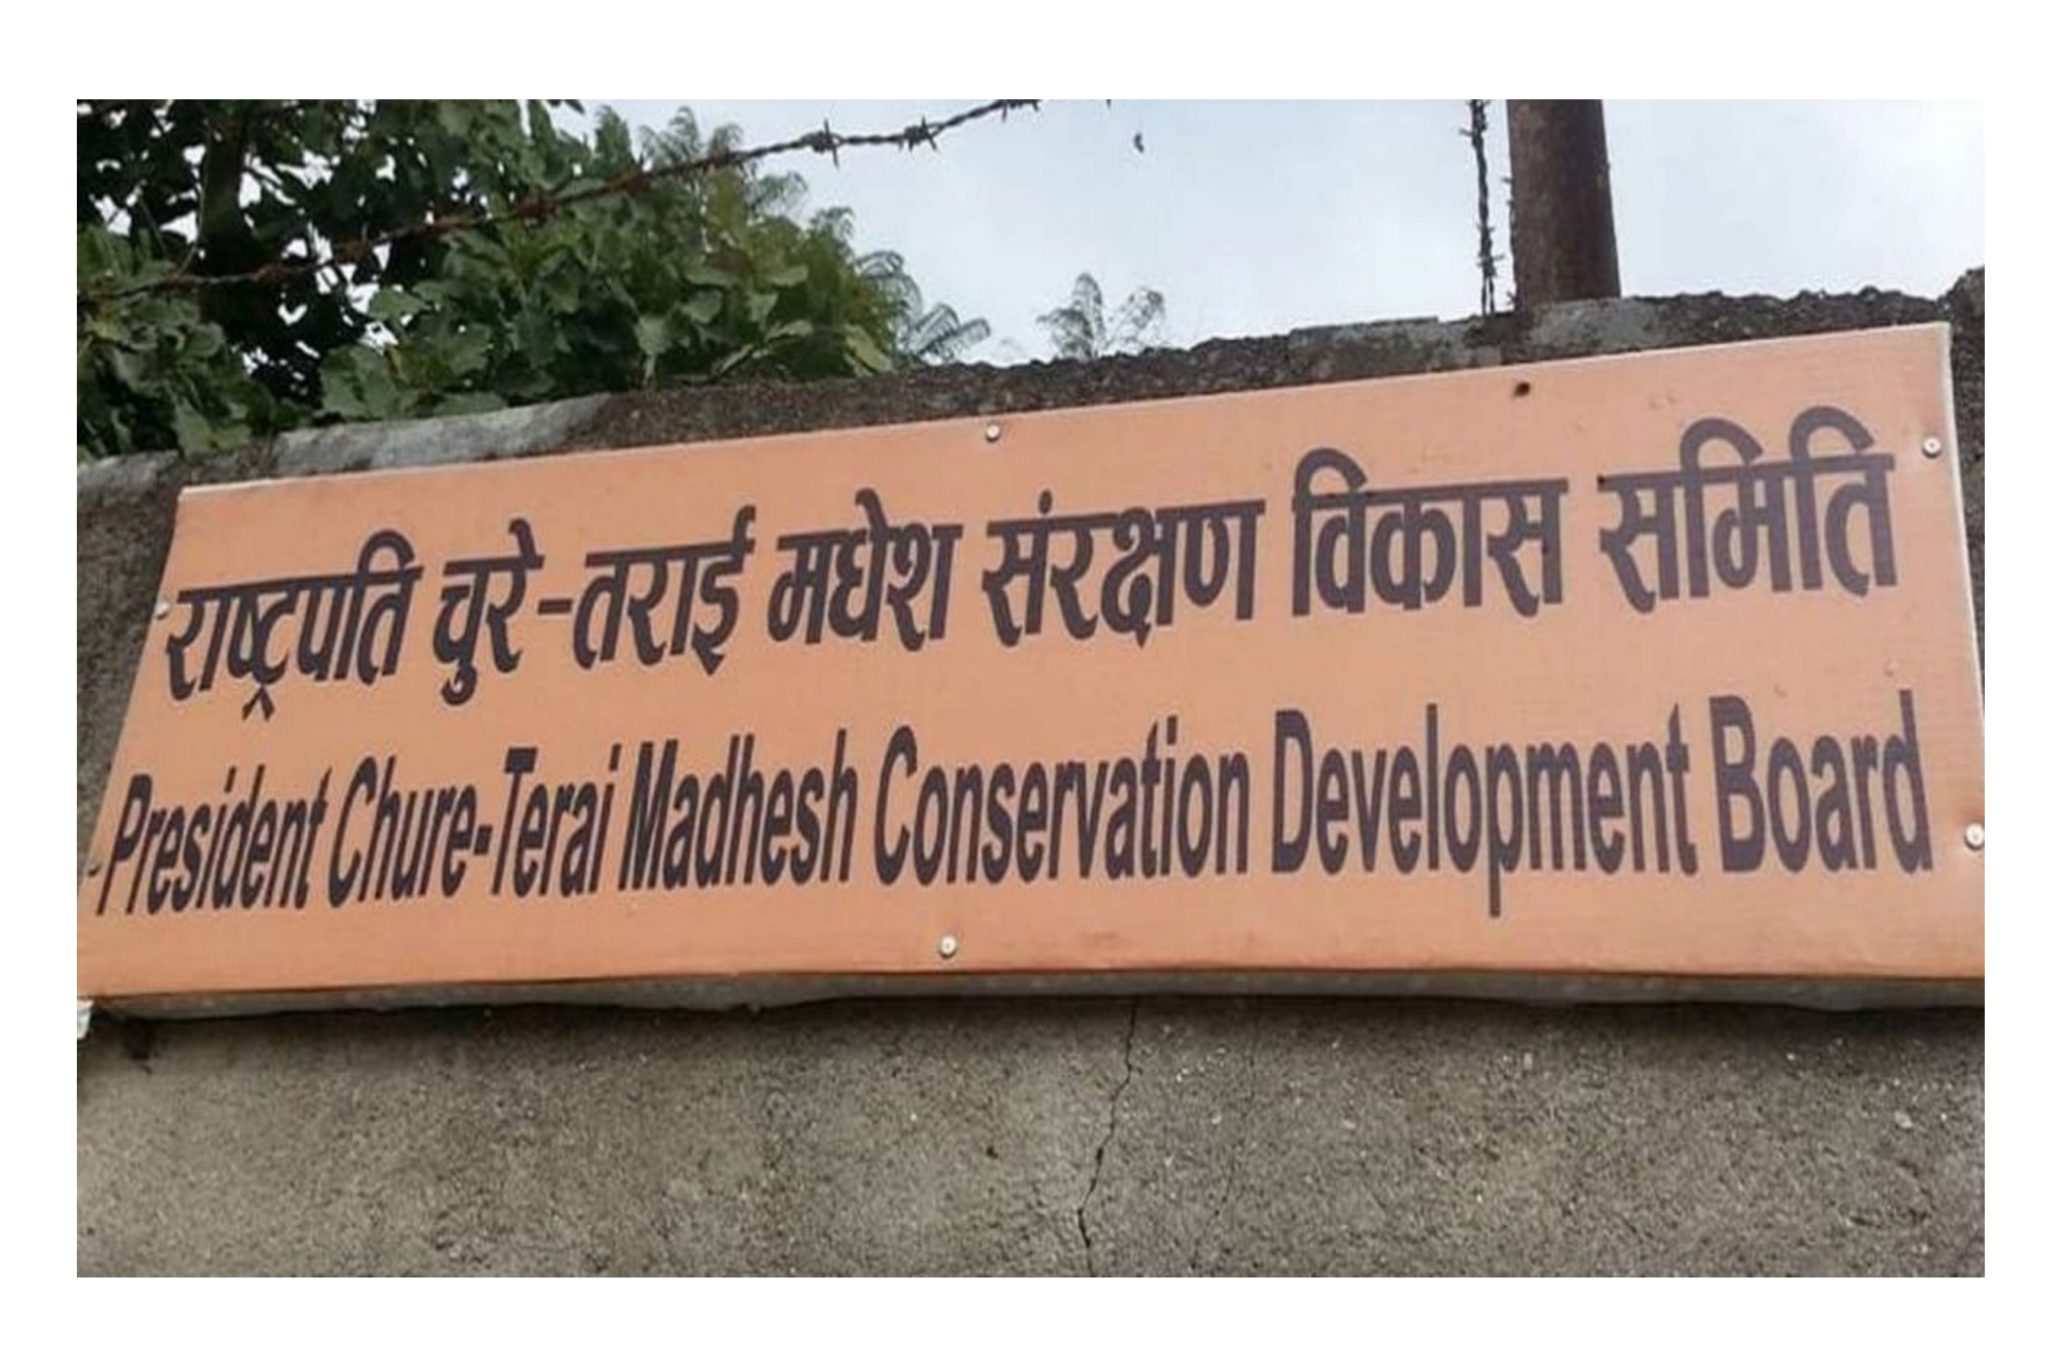 राष्ट्रपति चुरे-तराई मधेश संरक्षण विकास समिति
President Chure-Terai Madhesh Conservation Development Board